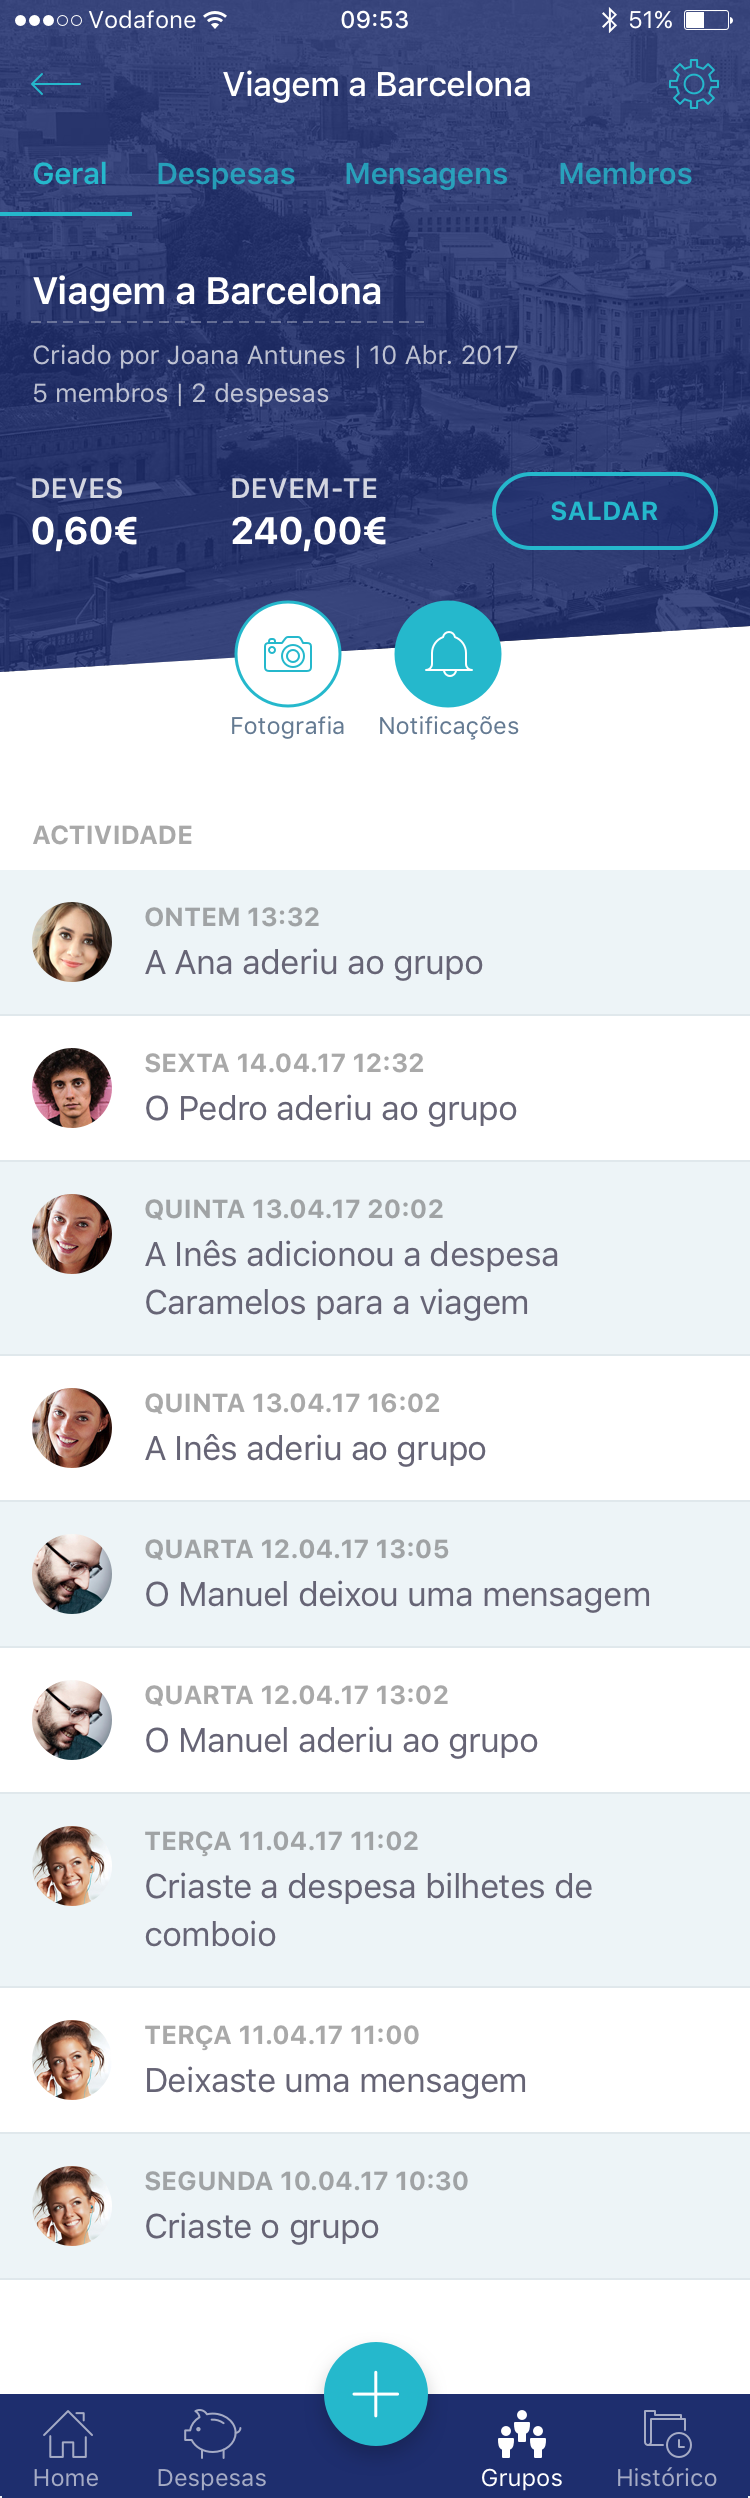 Vodafone 09:53 51%
Viagem a Barcelona
Geral Despesas Mensagens Membros
Viagem a Barcelona
Criado por Joana Antunes | 10 Abr. 2017
5 membros | 2 despesas
DEVES DEVEM-TE
0,60€ 240,00€ SALDAR
Fotografia Notificações
ACTIVIDADE
ONTEM 13:32
A Ana aderiu ao grupo
SEXTA 14.04.17 12:32
O Pedro aderiu ao grupo
QUINTA 13.04.17 20:02
A Inês adicionou a despesa
Caramelos para a viagem
QUINTA 13.04.17 16:02
A Inês aderiu ao grupo
QUARTA 12.04.17 13:05
O Manuel deixou uma mensagem
QUARTA 12.04.17 13:02
O Manuel aderiu ao grupo
TERÇA 11.04.17 11:02
Criaste a despesa bilhetes de
comboio
TERÇA 11.04.17 11:00
Deixaste uma mensagem
SEGUNDA 10.04.17 10:30
Criaste o grupo
Home Despesas Grupos Histórico